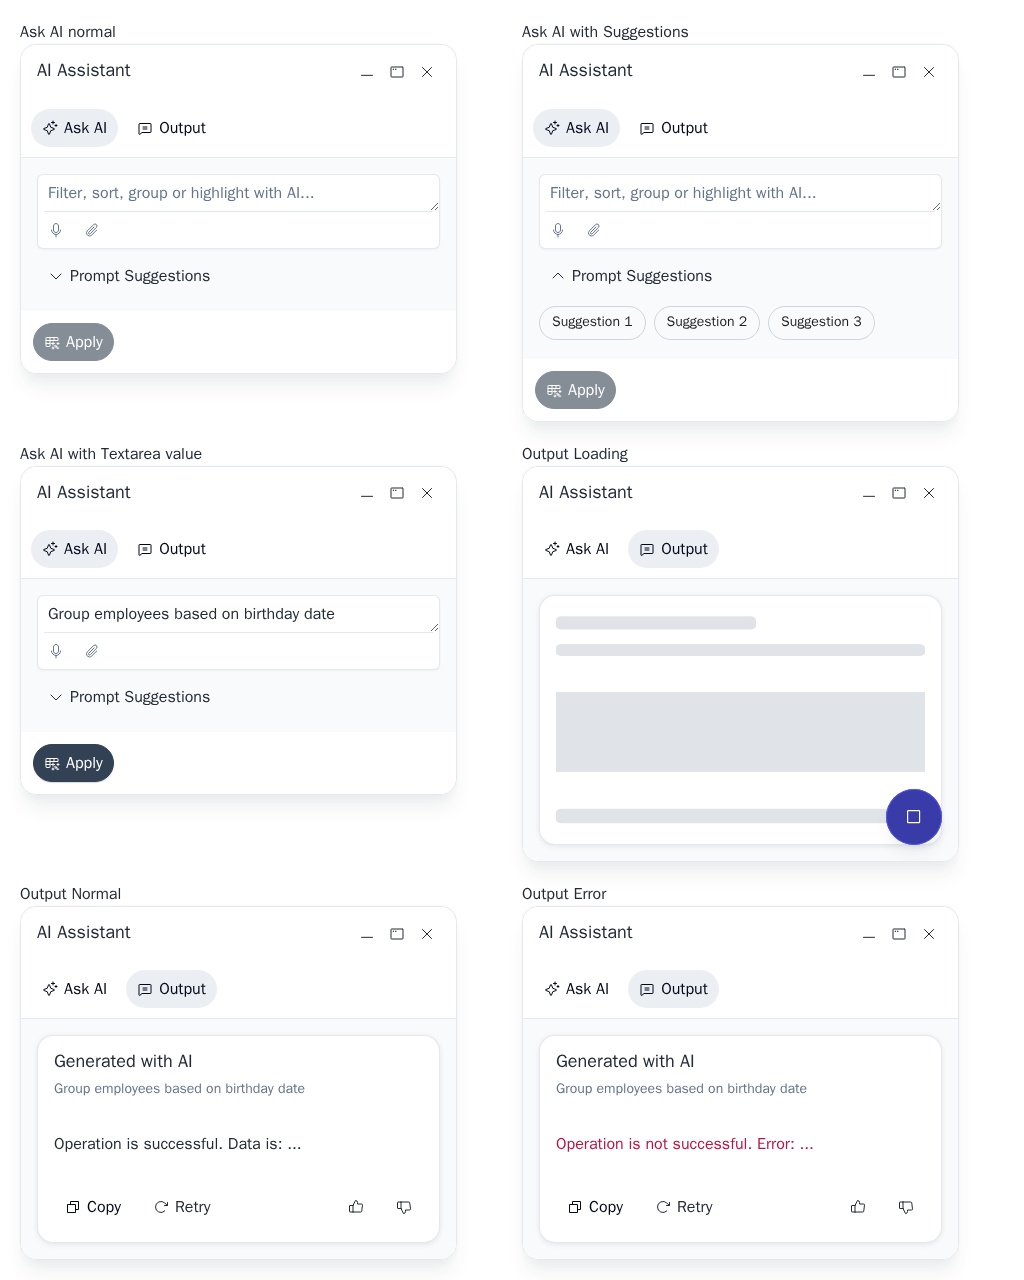 Ask AI normal
AI Assistant
Ask AI Output
Filter, sort, group or highlight with AI...
Prompt Suggestions
Apply
Ask AI with Suggestions
AI Assistant
Ask AI Output
Filter, sort, group or highlight with AI...
Prompt Suggestions
Suggestion 1 Suggestion 2 Suggestion 3
Apply
Ask AI with Textarea value
AI Assistant
Ask AI Output
Group employees based on birthday date
Prompt Suggestions
Apply
Output Loading
AI Assistant
Ask AI Output
Output Normal
AI Assistant
Ask AI Output
Generated with AI
Group employees based on birthday date
Operation is successful. Data is: ...
Copy Retry
Output Error
AI Assistant
Ask AI Output
Generated with AI
Group employees based on birthday date
Operation is not successful. Error: ...
Copy Retry